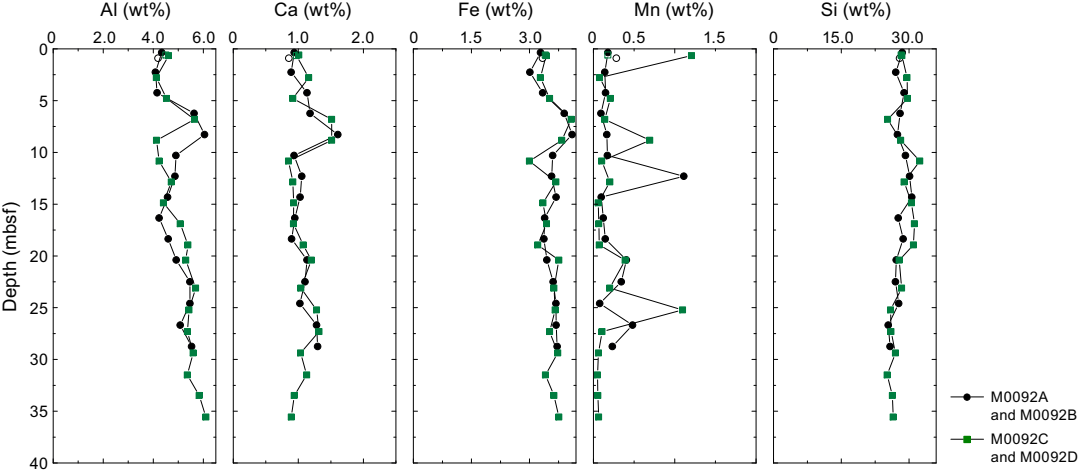 Al (wt%) Ca (wt%) Fe (wt%) Mn (wt%) Si (wt%)
0 2.0 4.0 6.0 0 1.0 2.0 0 3.0 0 0.5 1.0 1.5 0 15.0 30.0
0
5
10
15
20
25
30
35
40
Depth (mbsf)
M0092A
and M0092B
M0092C
and M0092D